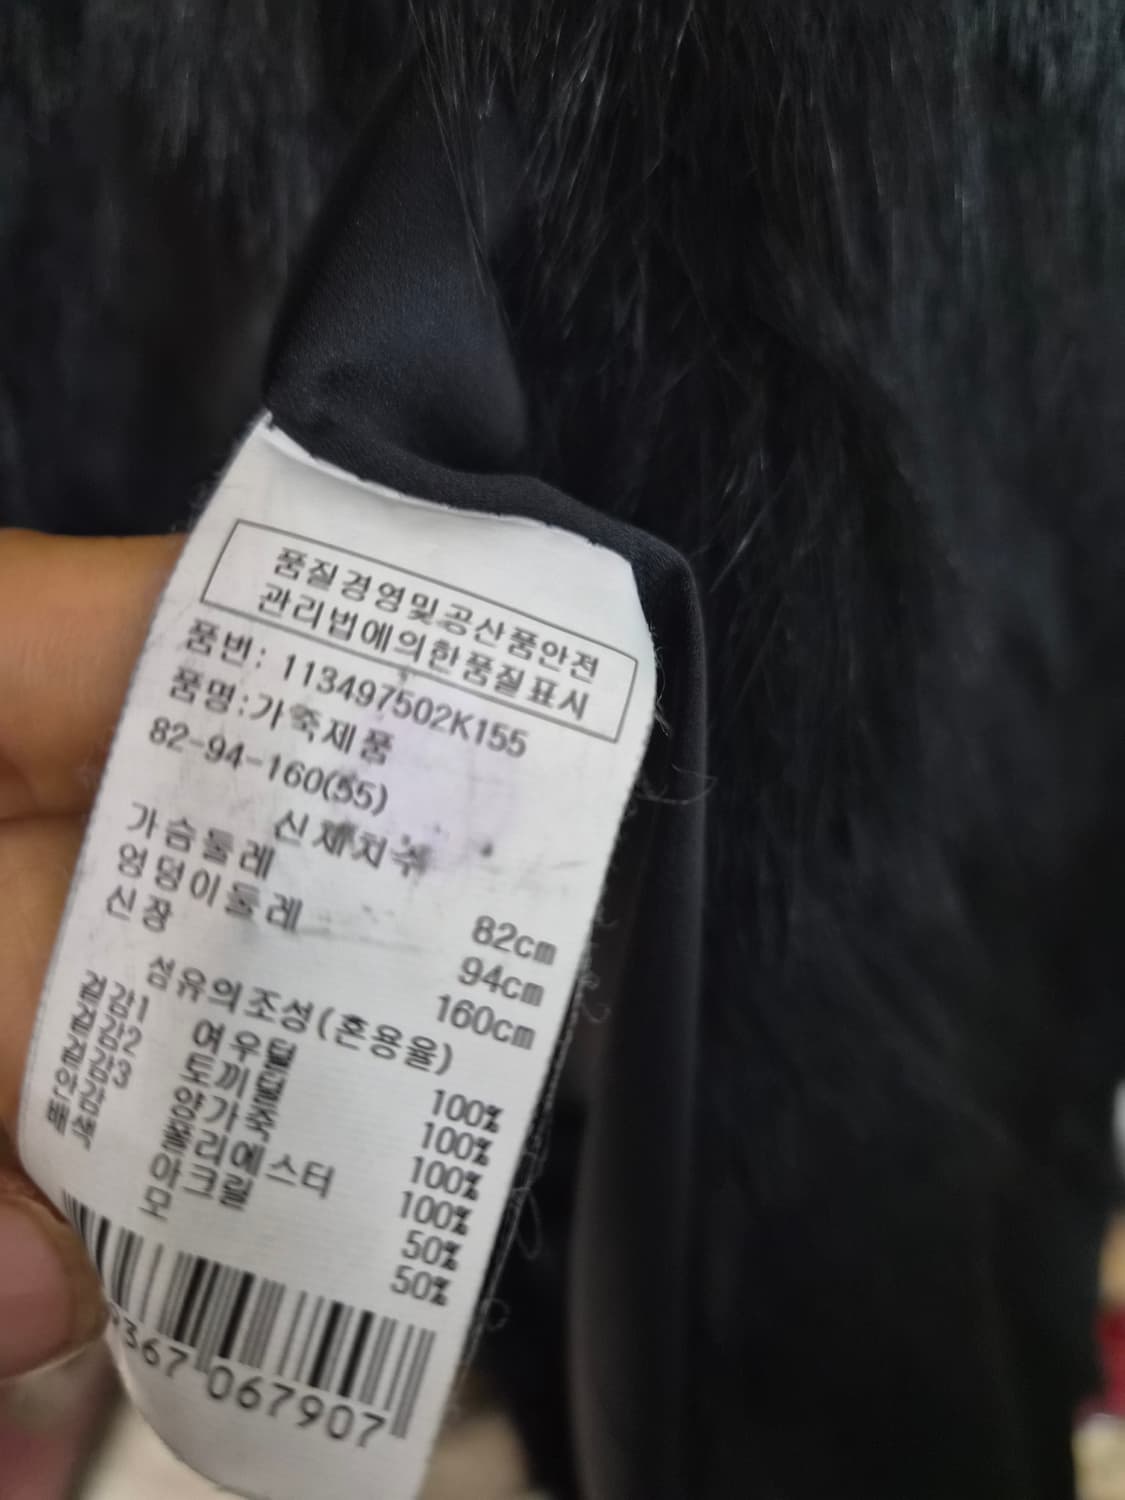 품질경영및공산품안전
관리법에의한품질표시
품번: 113497502K155
품명:가죽제품
82-94-160(55)
신체치수
가슴둘레 82cm
엉덩이둘레 94cm
신장 160cm
섬유의조성(혼용율)
겉감1 여우털 100%
겉감2 토끼털 100%
겉감3 양가죽 100%
안감 폴리에스터 100%
배색 아크릴 50%
모 50%
367 067907